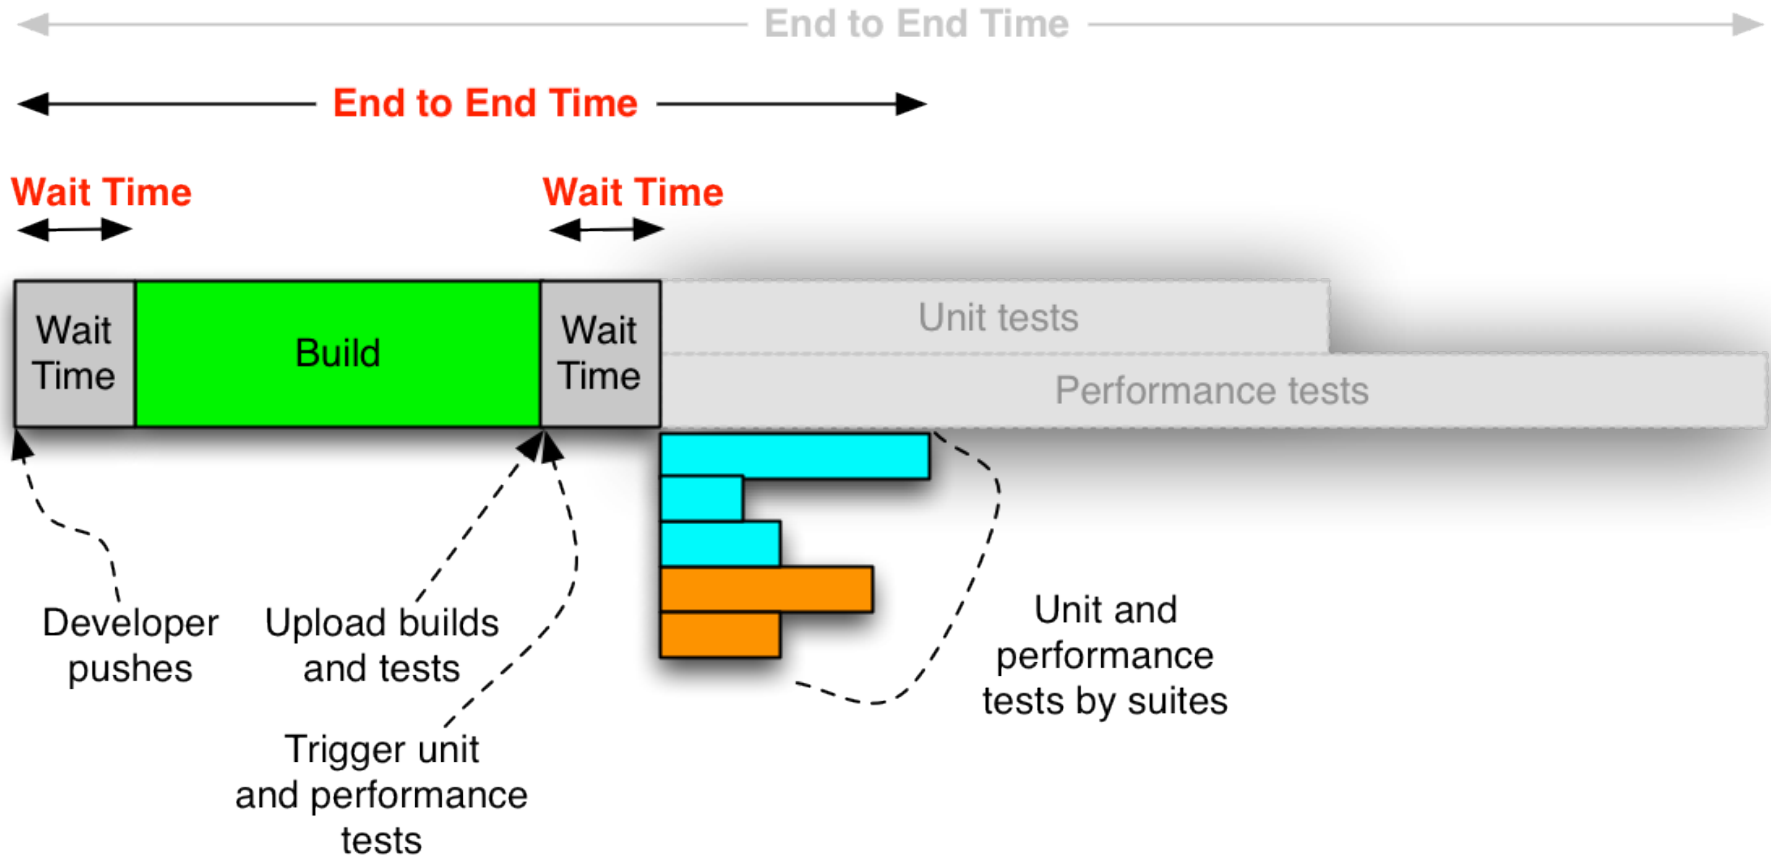 End to End Time
End to End Time
Wait Time
Wait Time
Wait
Time
Build
Wait
Time
Unit tests
Performance tests
Developer
pushes
Upload builds
and tests
Trigger unit
and performance
tests
Unit and
performance
tests by suites